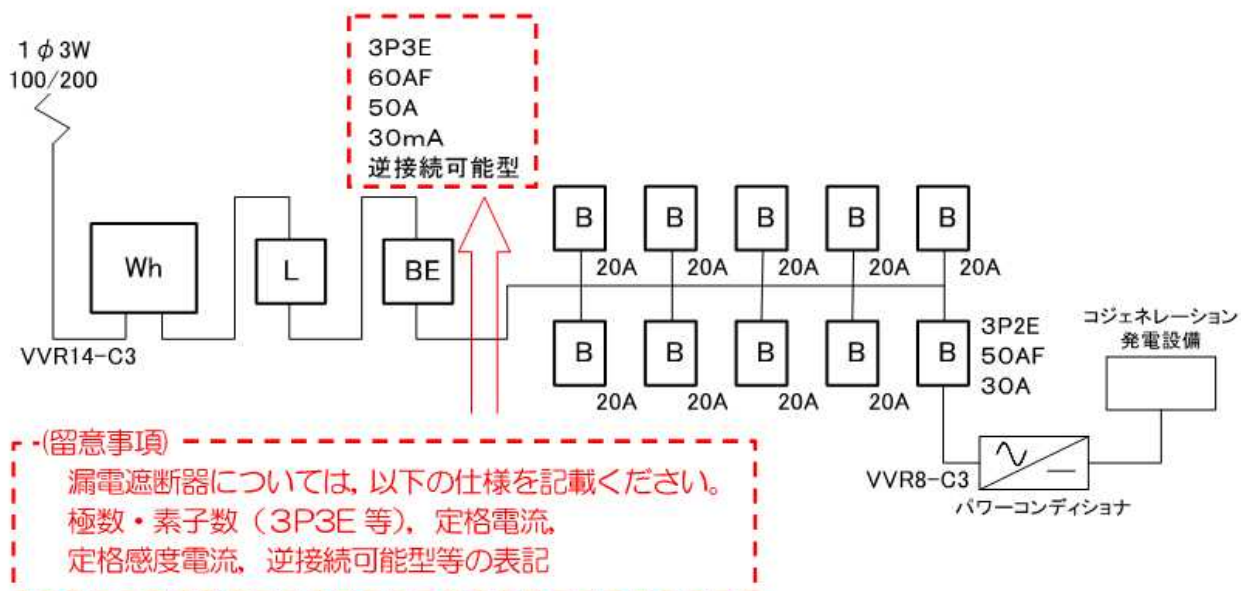 1φ3W
100/200
3P3E
60AF
50A
30mA
逆接続可能型
Wh
L
BE
VVR14-C3
B
B
B
B
B
20A
20A
20A
20A
20A
B
B
B
B
B
20A
20A
20A
20A
3P2E
50AF
30A
コジェネレーション
発電設備
VVR8-C3
パワーコンディショナ
(留意事項)
漏電遮断器については,以下の仕様を記載ください。
極数・素子数(3P3E等),定格電流,
定格感度電流,逆接続可能型等の表記